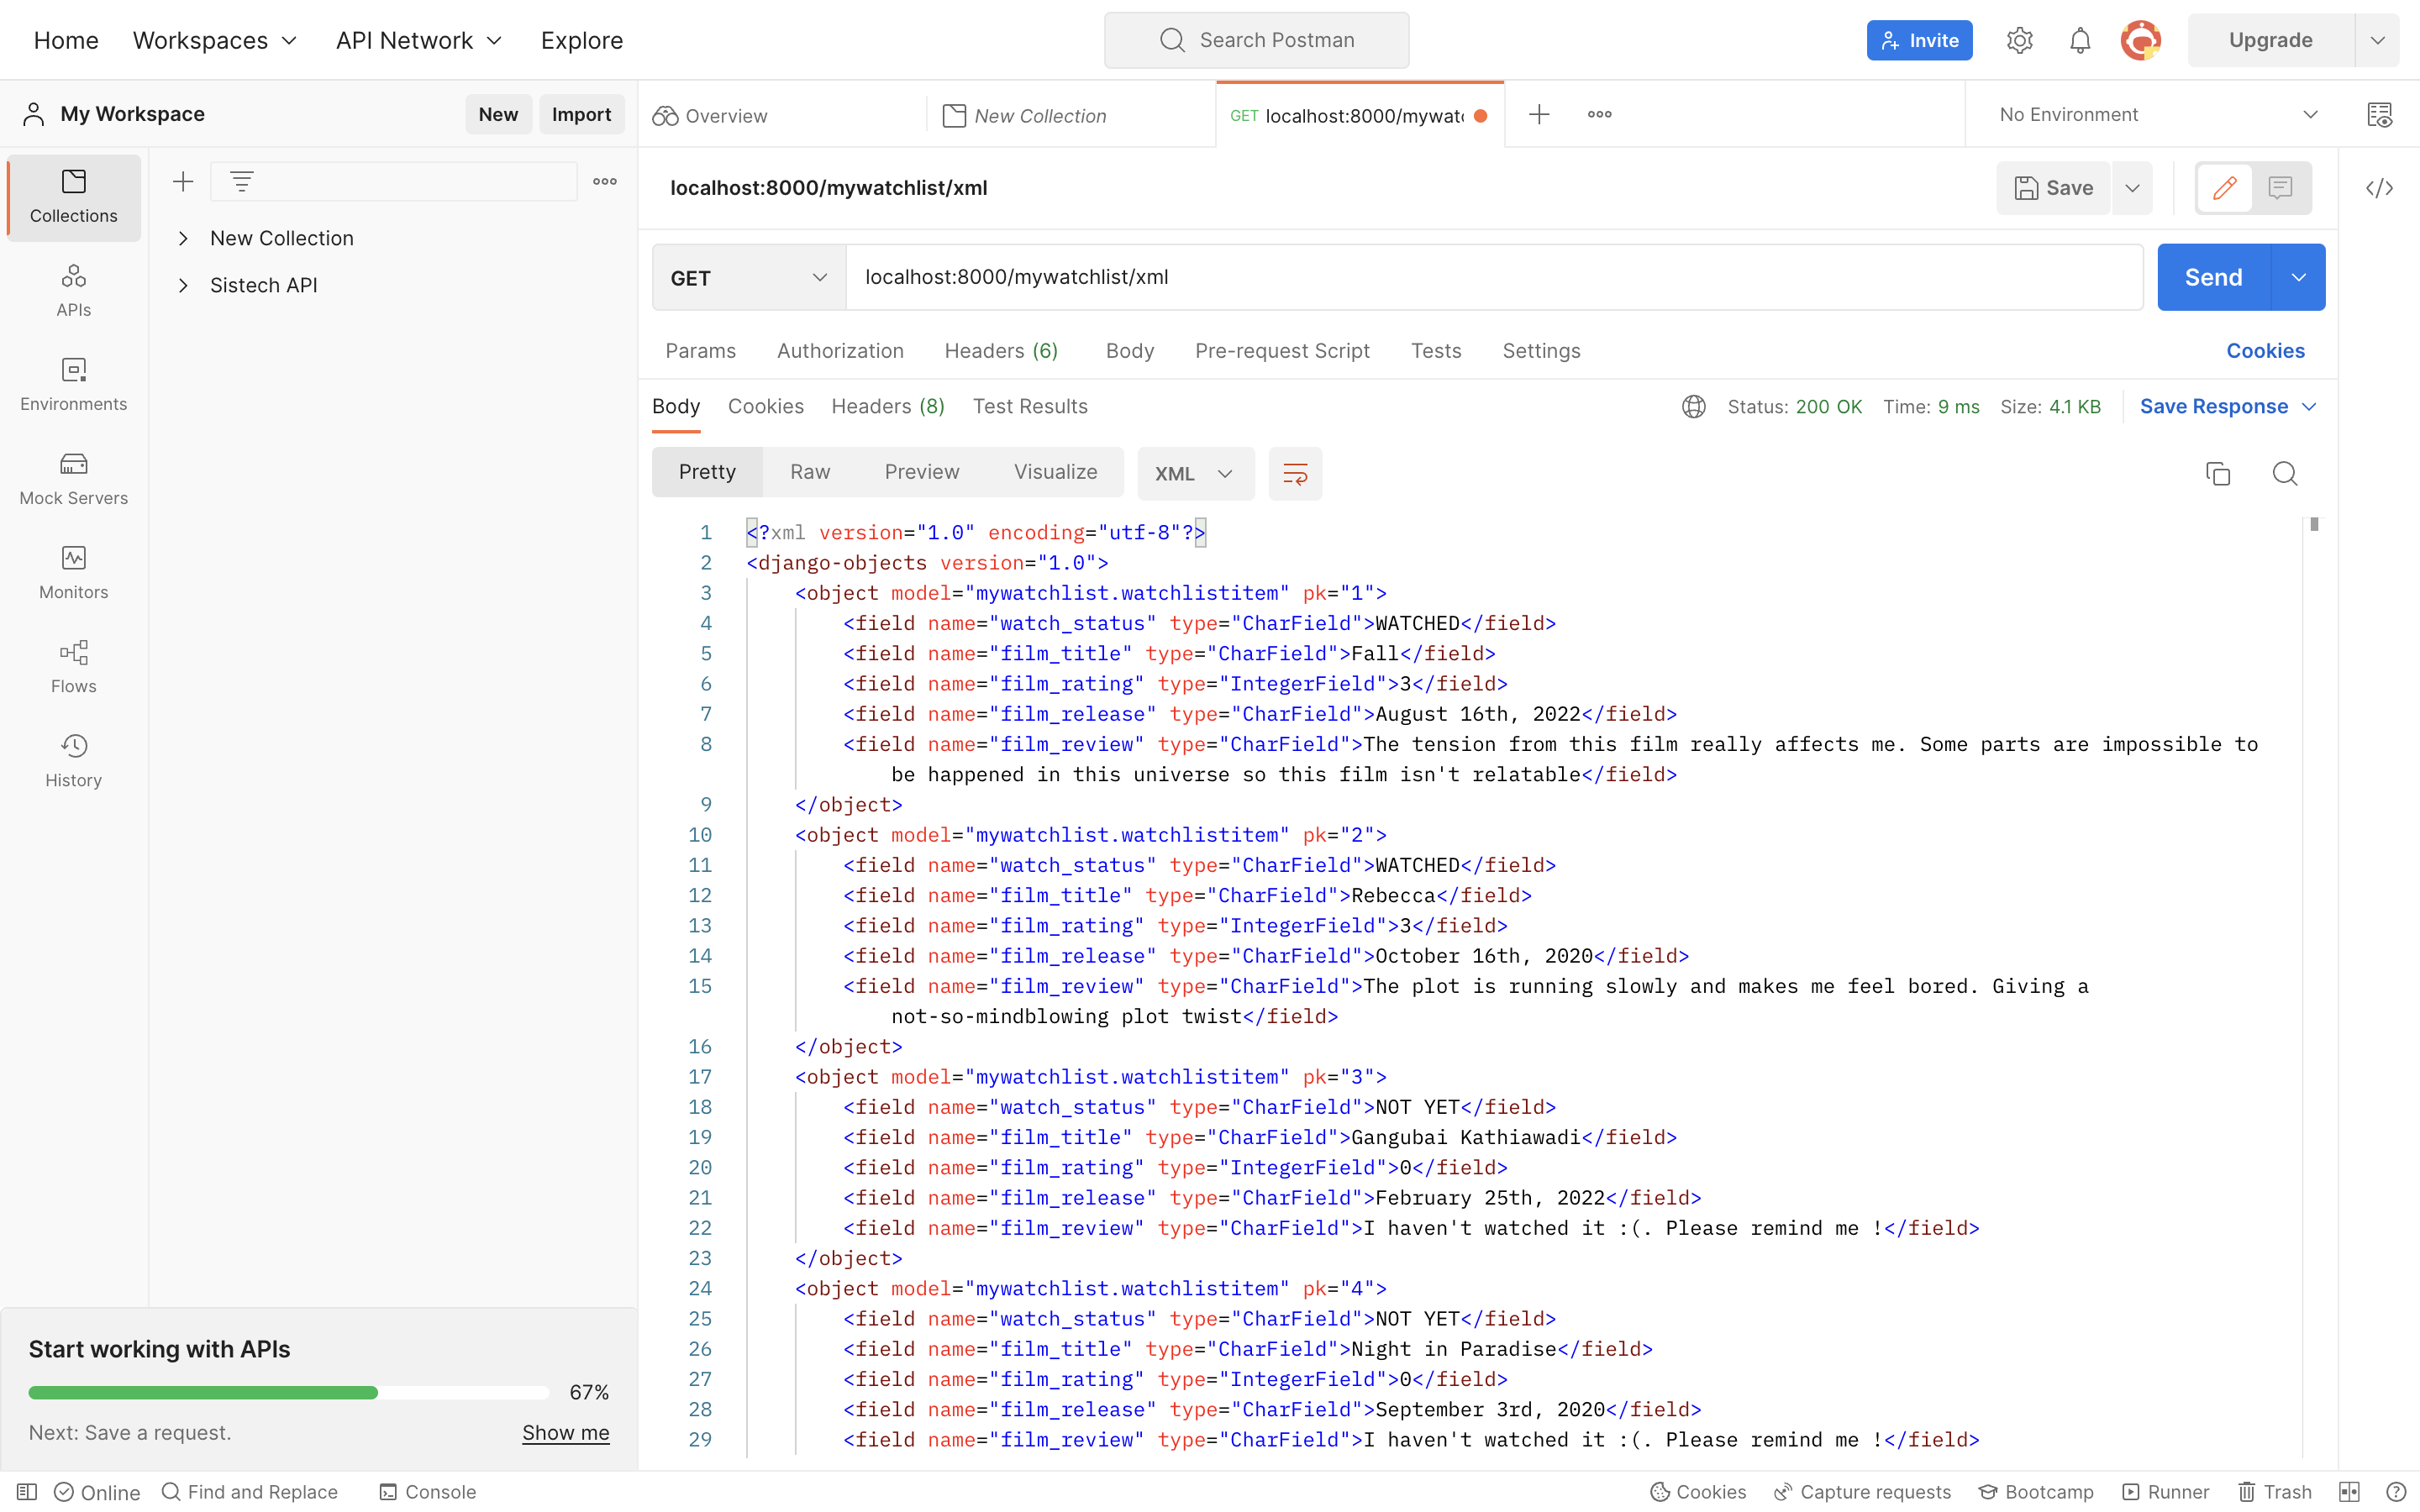 Home Workspaces API Network Explore Search Postman Invite Upgrade
My Workspace New Import Overview New Collection GET localhost:8000/mywatc No Environment
Collections
New Collection
Sistech API
APIs
Environments
Mock Servers
Monitors
Flows
History
localhost:8000/mywatchlist/xml Save
GET localhost:8000/mywatchlist/xml Send
Params Authorization Headers (6) Body Pre-request Script Tests Settings Cookies
Body Cookies Headers (8) Test Results Status: 200 OK Time: 9 ms Size: 4.1 KB Save Response
Pretty Raw Preview Visualize XML
1 <?xml version="1.0" encoding="utf-8"?>
2 <django-objects version="1.0">
3 <object model="mywatchlist.watchlistitem" pk="1">
4 <field name="watch_status" type="CharField">WATCHED</field>
5 <field name="film_title" type="CharField">Fall</field>
6 <field name="film_rating" type="IntegerField">3</field>
7 <field name="film_release" type="CharField">August 16th, 2022</field>
8 <field name="film_review" type="CharField">The tension from this film really affects me. Some parts are impossible to
be happened in this universe so this film isn't relatable</field>
9 </object>
10 <object model="mywatchlist.watchlistitem" pk="2">
11 <field name="watch_status" type="CharField">WATCHED</field>
12 <field name="film_title" type="CharField">Rebecca</field>
13 <field name="film_rating" type="IntegerField">3</field>
14 <field name="film_release" type="CharField">October 16th, 2020</field>
15 <field name="film_review" type="CharField">The plot is running slowly and makes me feel bored. Giving a
not-so-mindblowing plot twist</field>
16 </object>
17 <object model="mywatchlist.watchlistitem" pk="3">
18 <field name="watch_status" type="CharField">NOT YET</field>
19 <field name="film_title" type="CharField">Gangubai Kathiawadi</field>
20 <field name="film_rating" type="IntegerField">0</field>
21 <field name="film_release" type="CharField">February 25th, 2022</field>
22 <field name="film_review" type="CharField">I haven't watched it :(. Please remind me !</field>
23 </object>
24 <object model="mywatchlist.watchlistitem" pk="4">
25 <field name="watch_status" type="CharField">NOT YET</field>
26 <field name="film_title" type="CharField">Night in Paradise</field>
27 <field name="film_rating" type="IntegerField">0</field>
28 <field name="film_release" type="CharField">September 3rd, 2020</field>
29 <field name="film_review" type="CharField">I haven't watched it :(. Please remind me !</field>
Start working with APIs
67%
Next: Save a request. Show me
Online Find and Replace Console Cookies Capture requests Bootcamp Runner Trash